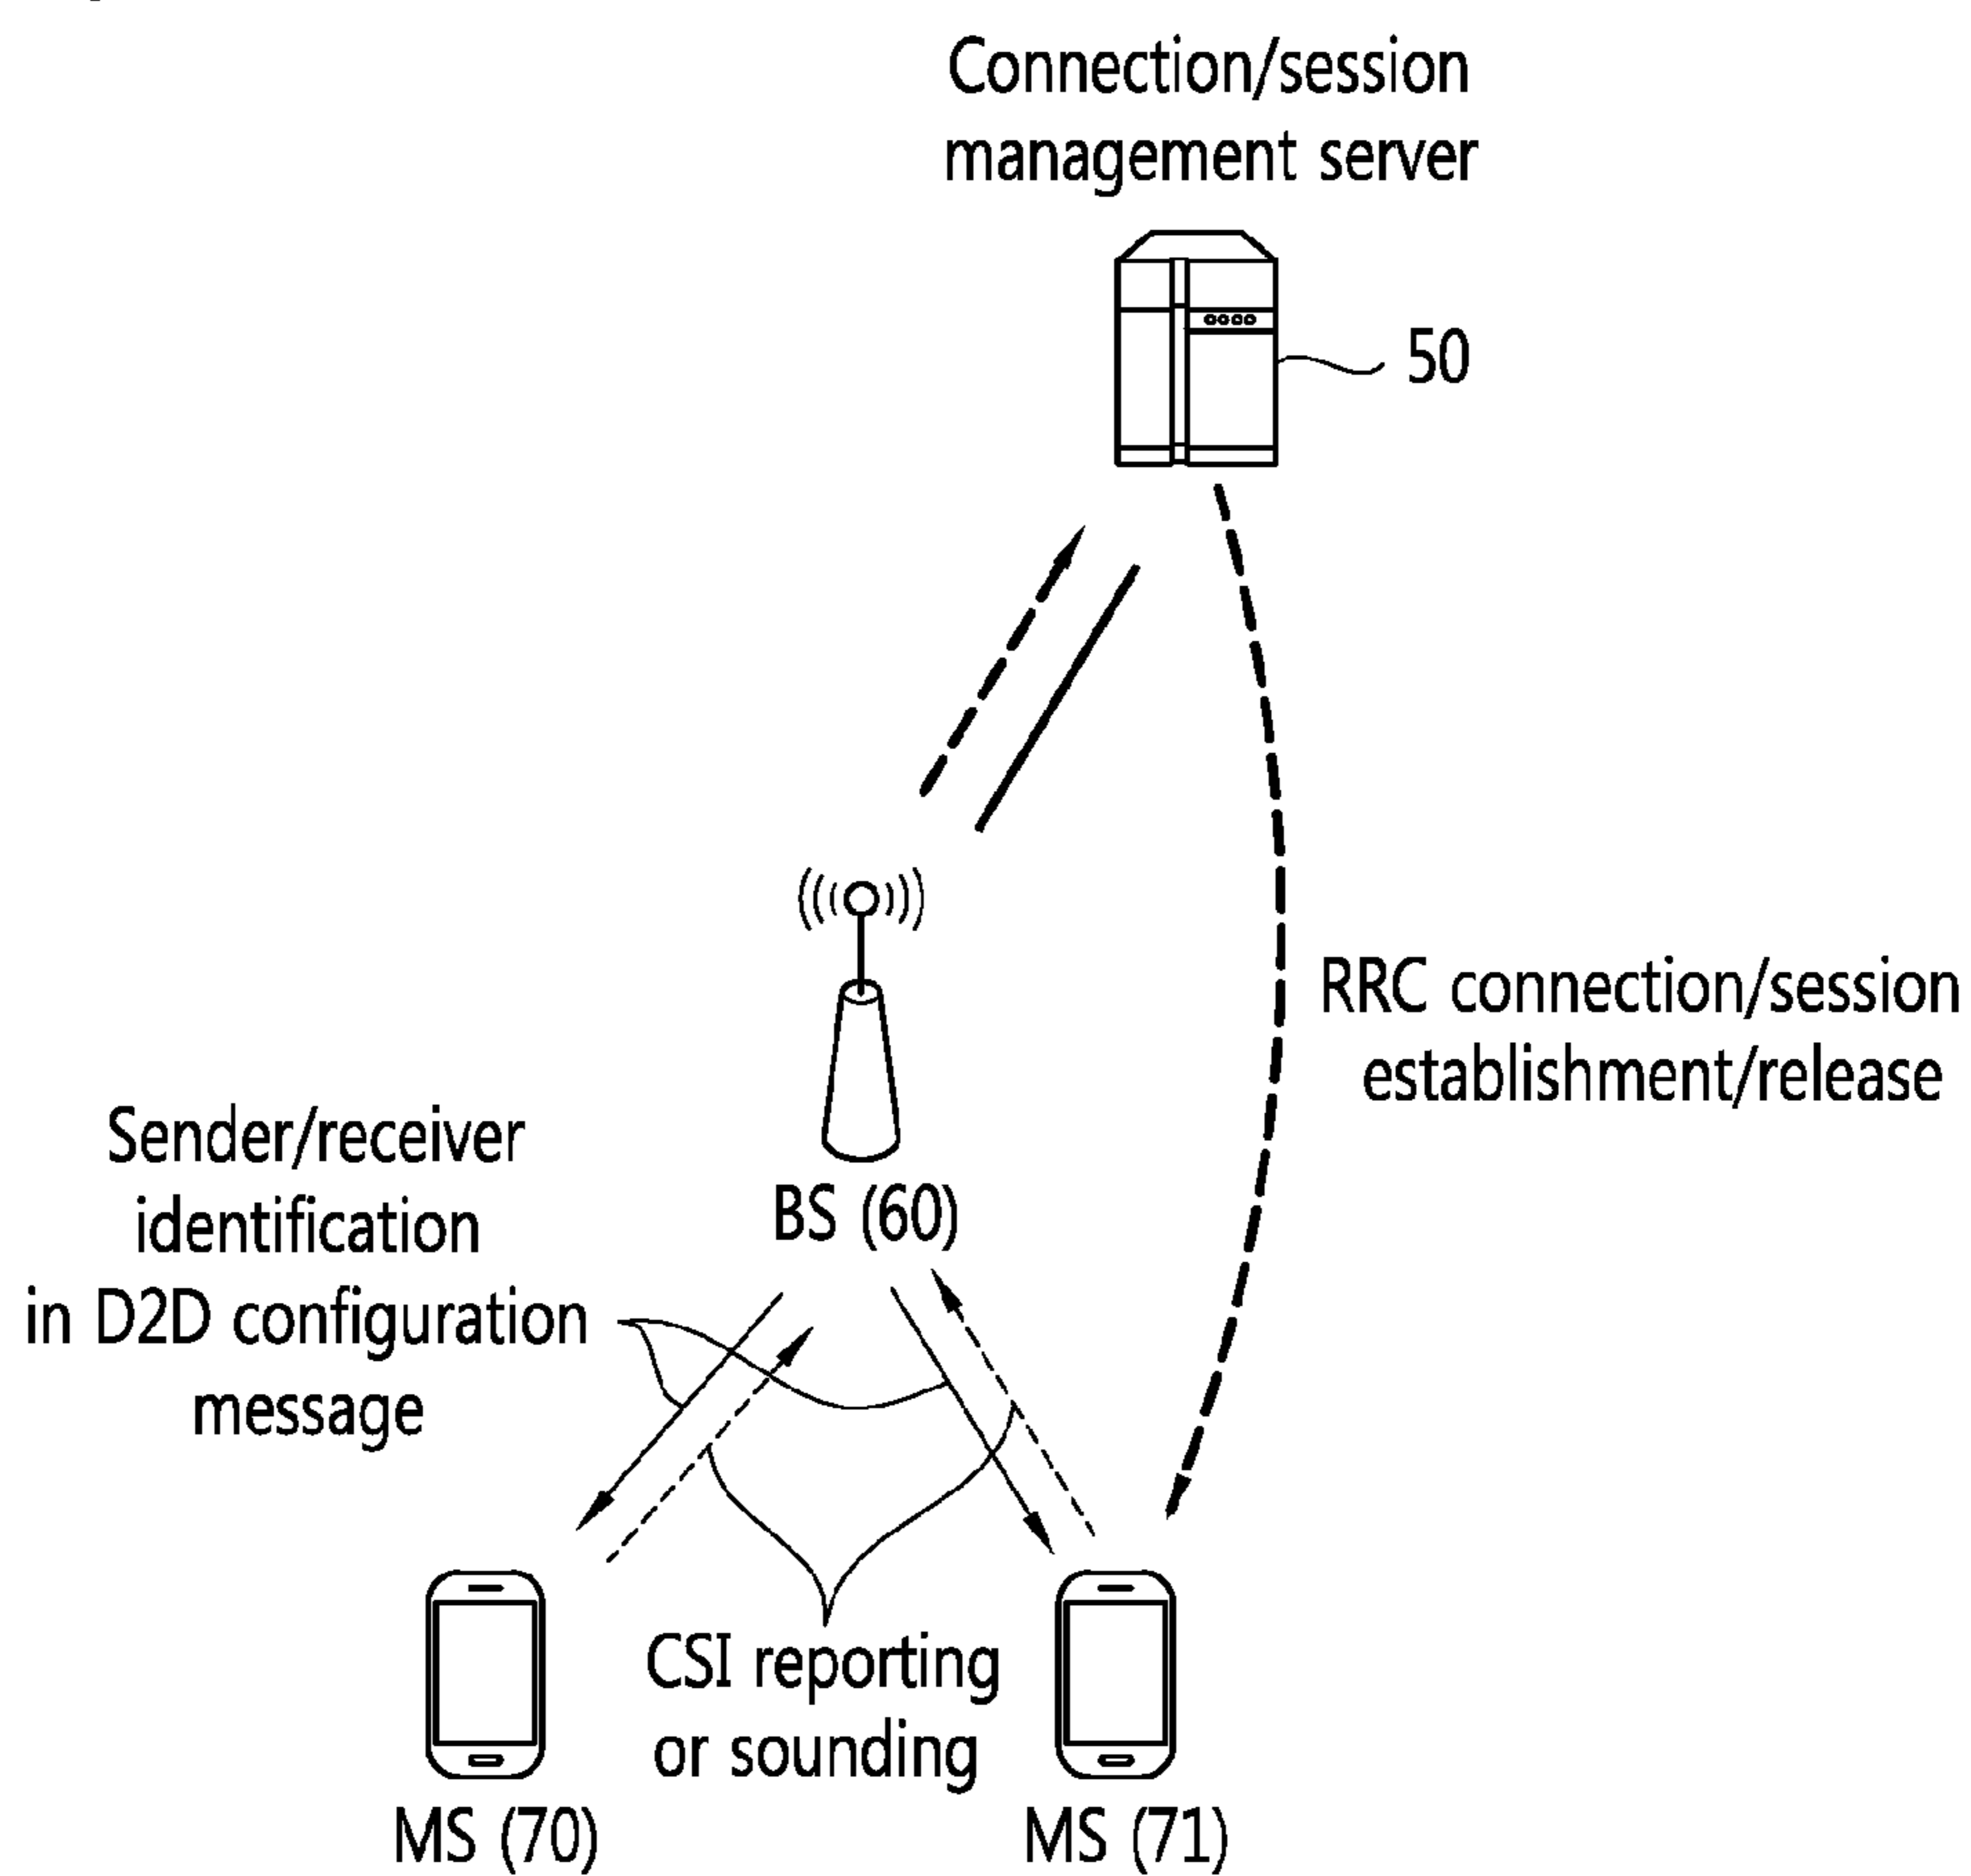 Connection/session
management server
50
RRC connection/session
establishment/release
BS (60)
Sender/receiver
identification
in D2D configuration
message
CSI reporting
or sounding
MS (70)
MS (71)